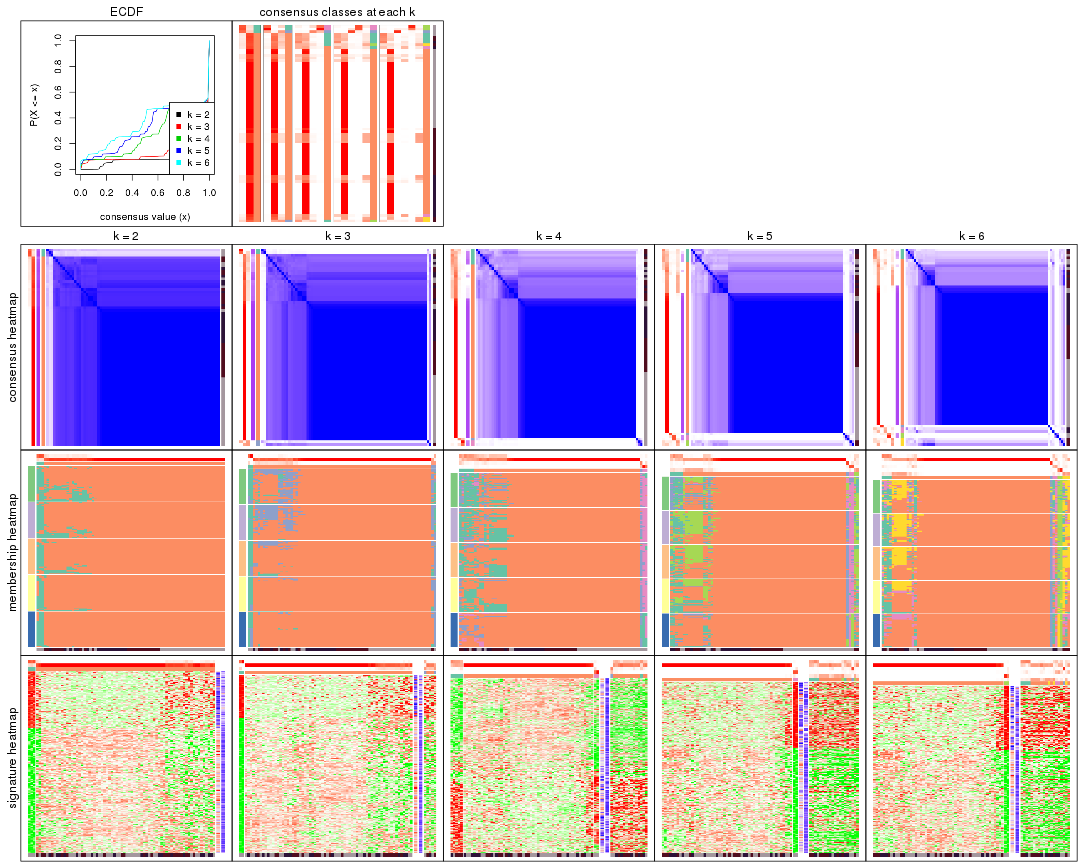 ECDF
consensus classes at each k
P(X <= x)
0.0
0.2
0.4
0.6
0.8
1.0
k = 2
k = 3
k = 4
k = 5
k = 6
0.0 0.2 0.4 0.6 0.8 1.0
consensus value (x)
k = 2
k = 3
k = 4
k = 5
k = 6
consensus heatmap
membership heatmap
signature heatmap